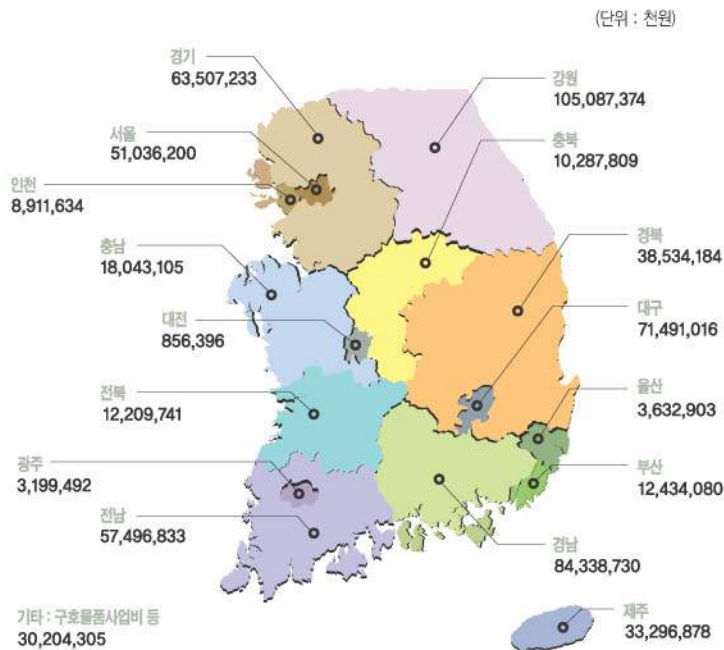 (단위 : 천원)
경기
63,507,233
강원
105,087,374
서울
51,036,200
충북
10,287,809
인천
8,911,634
경북
38,534,184
충남
18,043,105
대구
71,491,016
대전
856,396
울산
3,632,903
전북
12,209,741
부산
12,434,080
광주
3,199,492
전남
57,496,833
경남
84,338,730
기타 : 구호물품사업비 등
30,204,305
제주
33,296,878